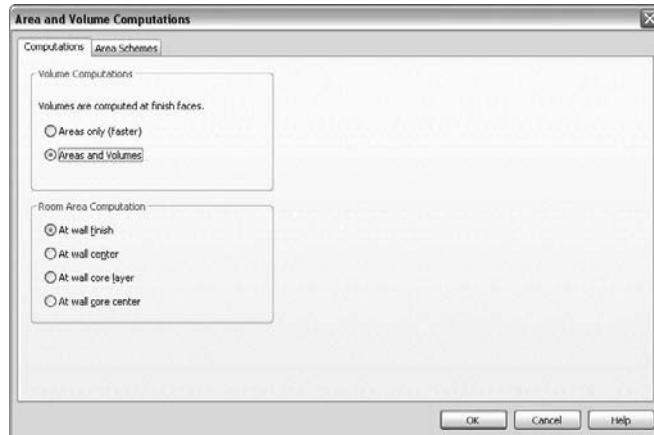 Area and Volume Computations
Computations
Area Schemes
Volume Computations
Volumes are computed at finish faces.
Areas only (faster)
Areas and Volumes
Room Area Computation
At wall finish
At wall center
At wall core layer
At wall core center
OK
Cancel
Help